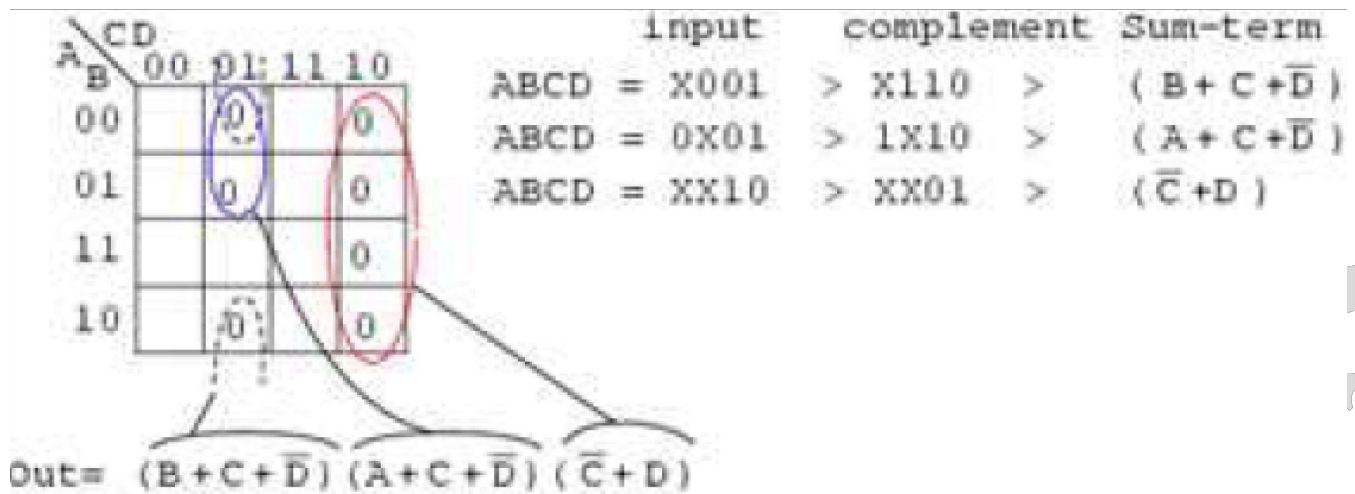 CD
A B 00 01 11 10
00 0 0
01 0 0
11 0
10 0 0
input complement Sum-term
ABCD = X001 > X110 > ( B+ C +D̅ )
ABCD = 0X01 > 1X10 > ( A+ C +D̅ )
ABCD = XX10 > XX01 > ( C̅ +D )
Out= (B+C+D̅)(A+C+D̅)(C̅+D)